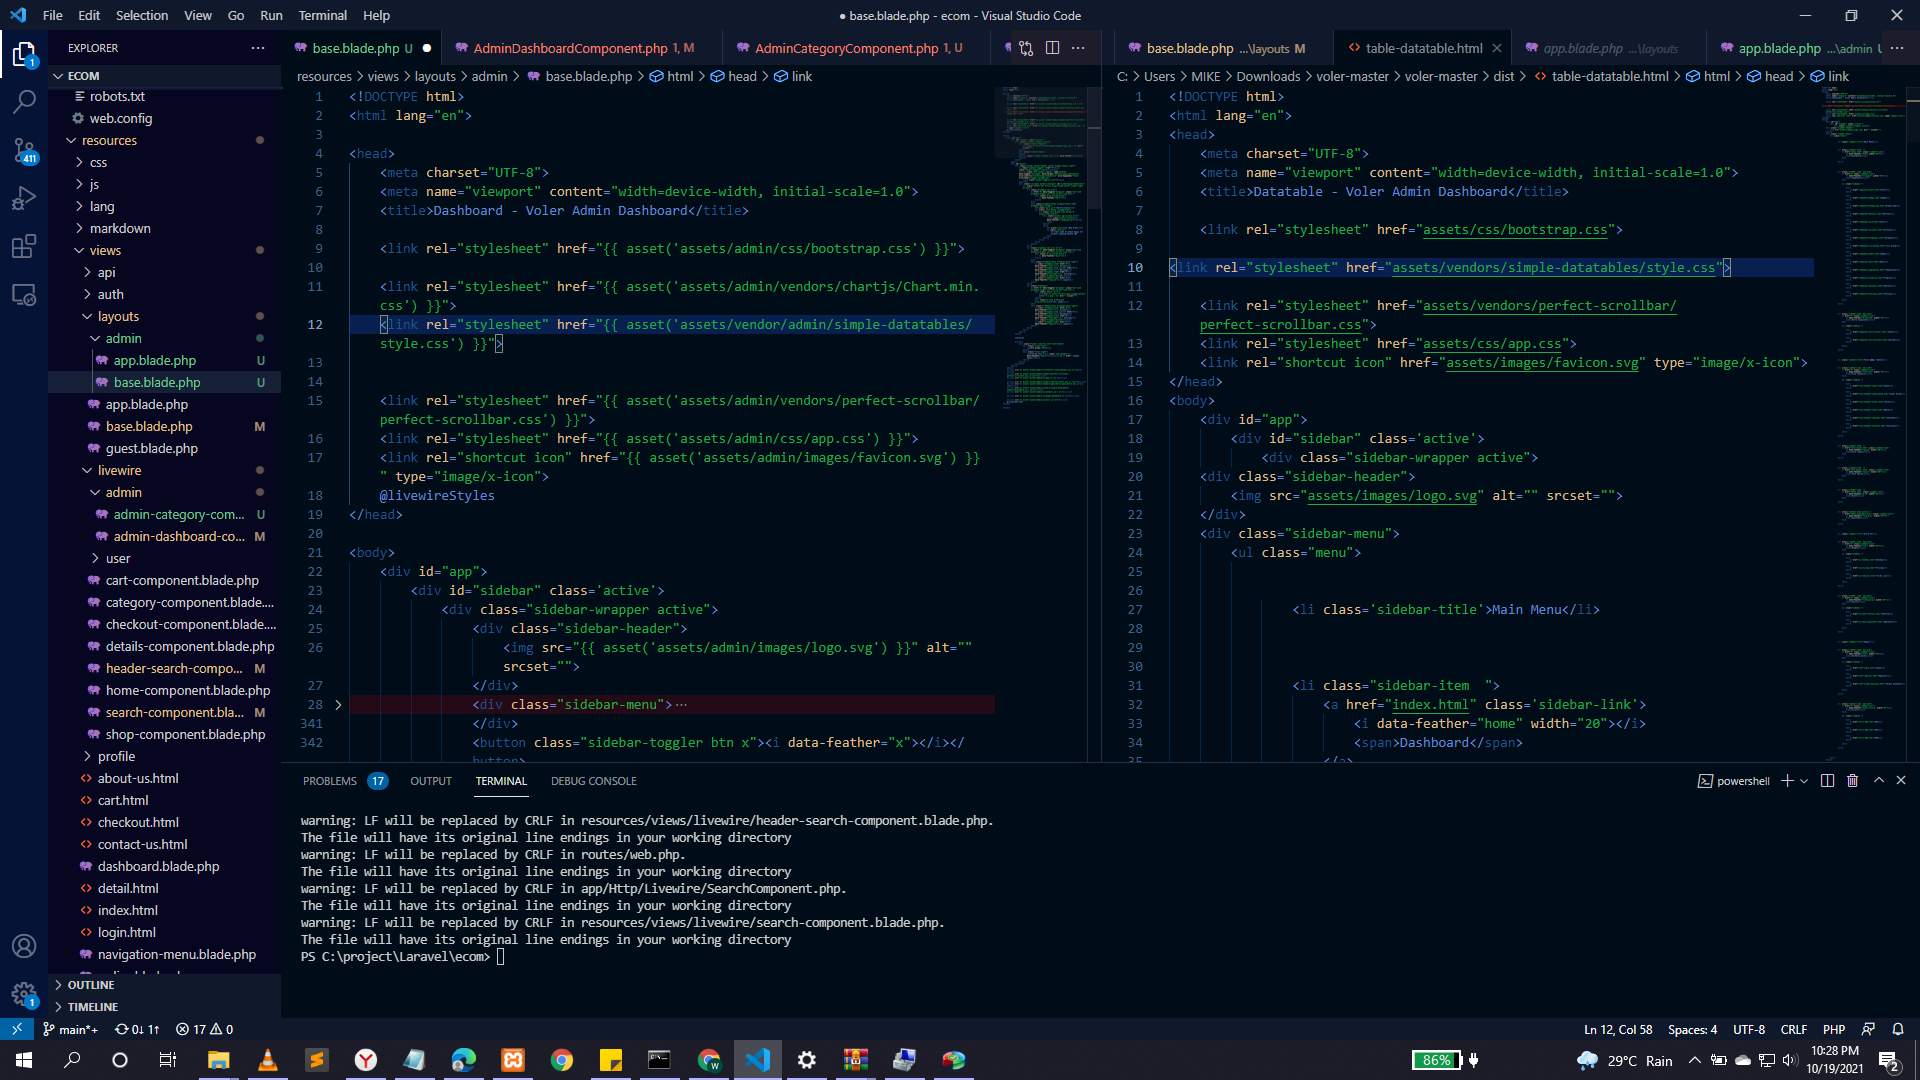 File Edit Selection View Go Run Terminal Help
● base.blade.php - ecom - Visual Studio Code
EXPLORER
base.blade.php U
AdminDashboardComponent.php 1, M
AdminCategoryComponent.php 1, U
base.blade.php ...\layouts M
table-datatable.html
app.blade.php ...\layouts
app.blade.php ...\admin U
ECOM
resources > views > layouts > admin > base.blade.php > html > head > link
C: > Users > MIKE > Downloads > voler-master > voler-master > dist > table-datatable.html > html > head > link
robots.txt
web.config
resources
css
js
lang
markdown
views
api
auth
layouts
admin
app.blade.php U
base.blade.php U
app.blade.php
base.blade.php M
guest.blade.php
livewire
admin
admin-category-com... U
admin-dashboard-co... M
user
cart-component.blade.php
category-component.blade....
checkout-component.blade....
details-component.blade.php
header-search-compo... M
home-component.blade.php
search-component.bla... M
shop-component.blade.php
profile
about-us.html
cart.html
checkout.html
contact-us.html
dashboard.blade.php
detail.html
index.html
login.html
navigation-menu.blade.php
OUTLINE
TIMELINE
1 <!DOCTYPE html>
2 <html lang="en">
3
4 <head>
5 <meta charset="UTF-8">
6 <meta name="viewport" content="width=device-width, initial-scale=1.0">
7 <title>Dashboard - Voler Admin Dashboard</title>
8
9 <link rel="stylesheet" href="{{ asset('assets/admin/css/bootstrap.css') }}">
10
11 <link rel="stylesheet" href="{{ asset('assets/admin/vendors/chartjs/Chart.min.
css') }}">
12 <link rel="stylesheet" href="{{ asset('assets/vendor/admin/simple-datatables/
style.css') }}">
13
14
15 <link rel="stylesheet" href="{{ asset('assets/admin/vendors/perfect-scrollbar/
perfect-scrollbar.css') }}">
16 <link rel="stylesheet" href="{{ asset('assets/admin/css/app.css') }}">
17 <link rel="shortcut icon" href="{{ asset('assets/admin/images/favicon.svg') }}
" type="image/x-icon">
18 @livewireStyles
19 </head>
20
21 <body>
22 <div id="app">
23 <div id="sidebar" class='active'>
24 <div class="sidebar-wrapper active">
25 <div class="sidebar-header">
26 <img src="{{ asset('assets/admin/images/logo.svg') }}" alt=""
srcset="">
27 </div>
28 <div class="sidebar-menu">...
341 </div>
342 <button class="sidebar-toggler btn x"><i data-feather="x"></i></
button>
1 <!DOCTYPE html>
2 <html lang="en">
3 <head>
4 <meta charset="UTF-8">
5 <meta name="viewport" content="width=device-width, initial-scale=1.0">
6 <title>Datatable - Voler Admin Dashboard</title>
7
8 <link rel="stylesheet" href="assets/css/bootstrap.css">
9
10 <link rel="stylesheet" href="assets/vendors/simple-datatables/style.css">
11
12 <link rel="stylesheet" href="assets/vendors/perfect-scrollbar/
perfect-scrollbar.css">
13 <link rel="stylesheet" href="assets/css/app.css">
14 <link rel="shortcut icon" href="assets/images/favicon.svg" type="image/x-icon">
15 </head>
16 <body>
17 <div id="app">
18 <div id="sidebar" class='active'>
19 <div class="sidebar-wrapper active">
20 <div class="sidebar-header">
21 <img src="assets/images/logo.svg" alt="" srcset="">
22 </div>
23 <div class="sidebar-menu">
24 <ul class="menu">
25
26
27 <li class='sidebar-title'>Main Menu</li>
28
29
30
31 <li class="sidebar-item  ">
32 <a href="index.html" class='sidebar-link'>
33 <i data-feather="home" width="20"></i>
34 <span>Dashboard</span>
35 </a>
PROBLEMS 17 OUTPUT TERMINAL DEBUG CONSOLE
powershell
warning: LF will be replaced by CRLF in resources/views/livewire/header-search-component.blade.php.
The file will have its original line endings in your working directory
warning: LF will be replaced by CRLF in routes/web.php.
The file will have its original line endings in your working directory
warning: LF will be replaced by CRLF in app/Http/Livewire/SearchComponent.php.
The file will have its original line endings in your working directory
warning: LF will be replaced by CRLF in resources/views/livewire/search-component.blade.php.
The file will have its original line endings in your working directory
PS C:\project\Laravel\ecom>
1
411
1
main*+ 0↓ 1↑ 17 0
Ln 12, Col 58 Spaces: 4 UTF-8 CRLF PHP
86%
29°C Rain
10:28 PM
10/19/2021
2